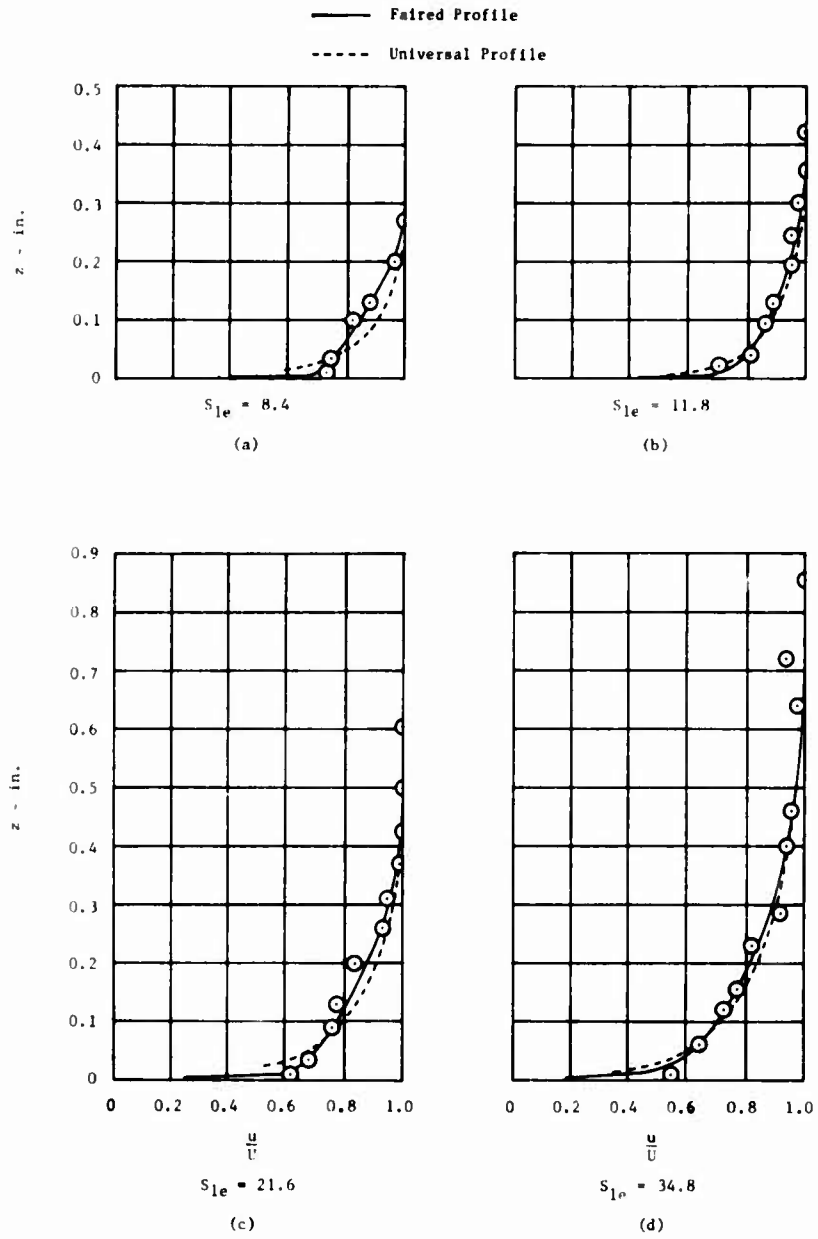 Faired Profile
Universal Profile
0.5
0.4
0.3
0.2
0.1
0
z - in.
S1e = 8.4
(a)
S1e = 11.8
(b)
0.9
0.8
0.7
0.6
0.5
0.4
0.3
0.2
0.1
0
z - in.
0 0.2 0.4 0.6 0.8 1.0
u
U
S1e = 21.6
(c)
0 0.2 0.4 0.6 0.8 1.0
u
U
S1e = 34.8
(d)